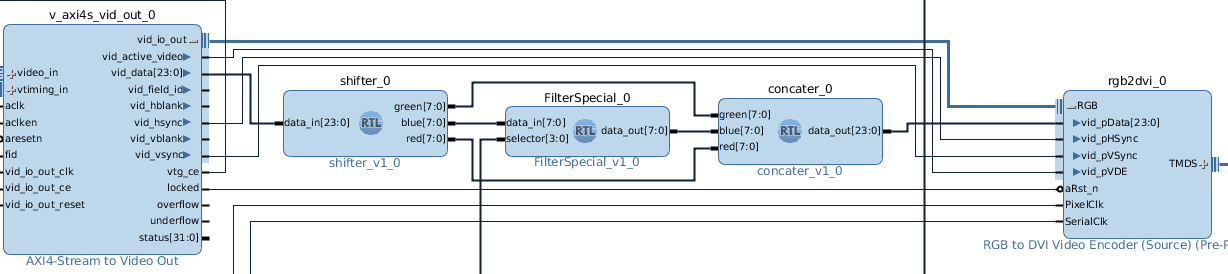 v_axi4s_vid_out_0
vid_io_out
vid_active_video
video_in
vid_data[23:0]
vtiming_in
vid_field_id
aclk
vid_hblank
aclken
vid_hsync
aresetn
vid_vblank
fid
vid_vsync
vid_io_out_clk
vtg_ce
vid_io_out_ce
locked
vid_io_out_reset
overflow
underflow
status[31:0]
AXI4-Stream to Video Out
shifter_0
data_in[23:0]
RTL
green[7:0]
blue[7:0]
red[7:0]
shifter_v1_0
FilterSpecial_0
data_in[7:0]
selector[3:0]
RTL
data_out[7:0]
FilterSpecial_v1_0
concater_0
green[7:0]
blue[7:0]
red[7:0]
RTL
data_out[23:0]
concater_v1_0
rgb2dvi_0
RGB
vid_pData[23:0]
vid_pHSync
vid_pVSync
vid_pVDE
aRst_n
PixelClk
SerialClk
TMDS
RGB to DVI Video Encoder (Source) (Pre-P